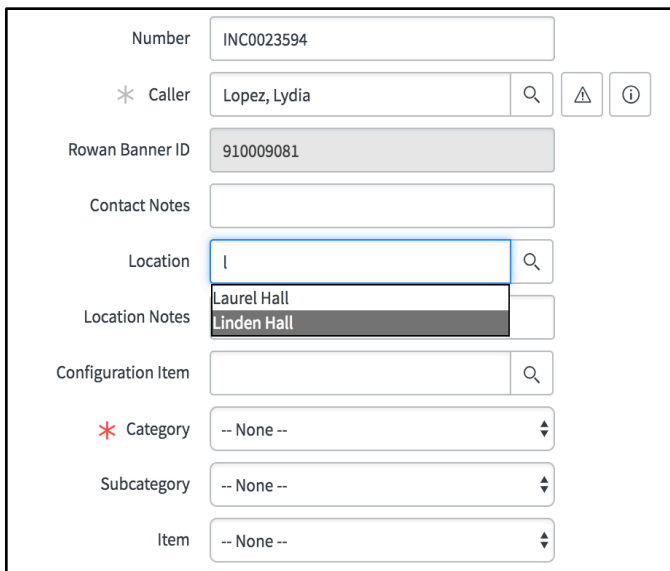 Number INC0023594
Caller Lopez, Lydia
Rowan Banner ID 910009081
Contact Notes
Location l
Laurel Hall
Location Notes Linden Hall
Configuration Item
Category -- None --
Subcategory -- None --
Item -- None --